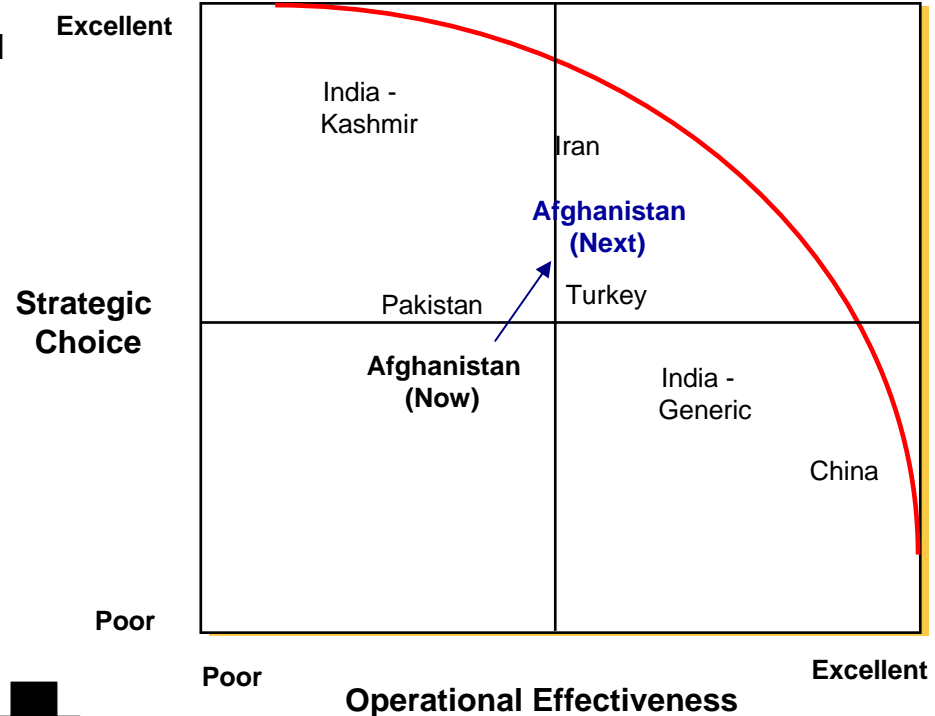 Excellent
India -
Kashmir
Iran
Afghanistan
(Next)
Strategic
Choice
Pakistan
Turkey
Afghanistan
(Now)
India -
Generic
China
Poor
Poor
Excellent
Operational Effectiveness